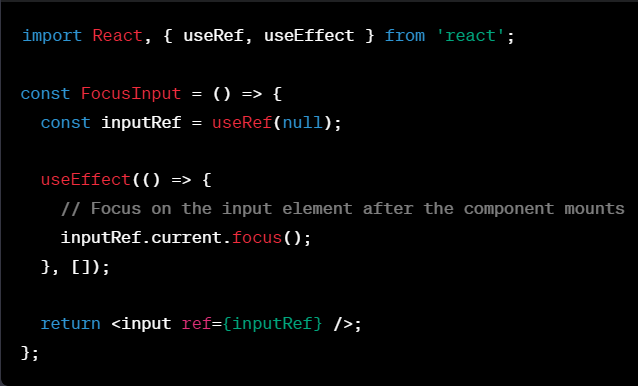 import React, { useRef, useEffect } from 'react';
const FocusInput = () => {
const inputRef = useRef(null);
useEffect(() => {
// Focus on the input element after the component mounts
inputRef.current.focus();
}, []);
return <input ref={inputRef} />;
};